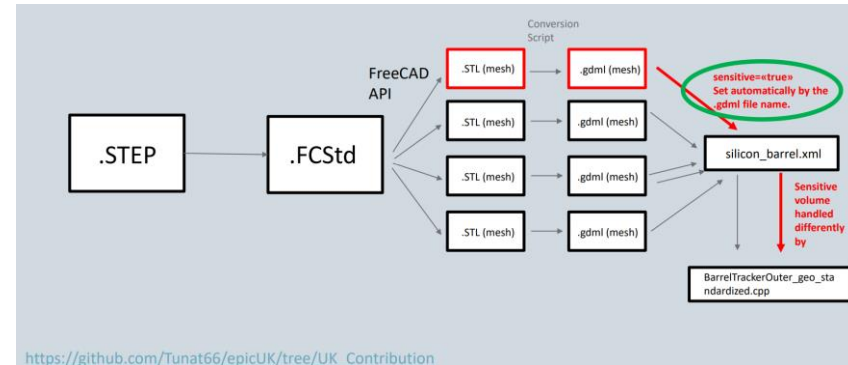 Conversion
Script
FreeCAD
API
.STEP
.FCStd
.STL (mesh)
.gdml (mesh)
.STL (mesh)
.gdml (mesh)
.STL (mesh)
.gdml (mesh)
.STL (mesh)
.gdml (mesh)
sensitive=«true»
Set automatically by the
.gdml file name.
silicon_barrel.xml
Sensitive
volume
handled
differently
by
BarrelTrackerOuter_geo_sta
ndardized.cpp
https://github.com/Tunat66/epicUK/tree/UK_Contribution